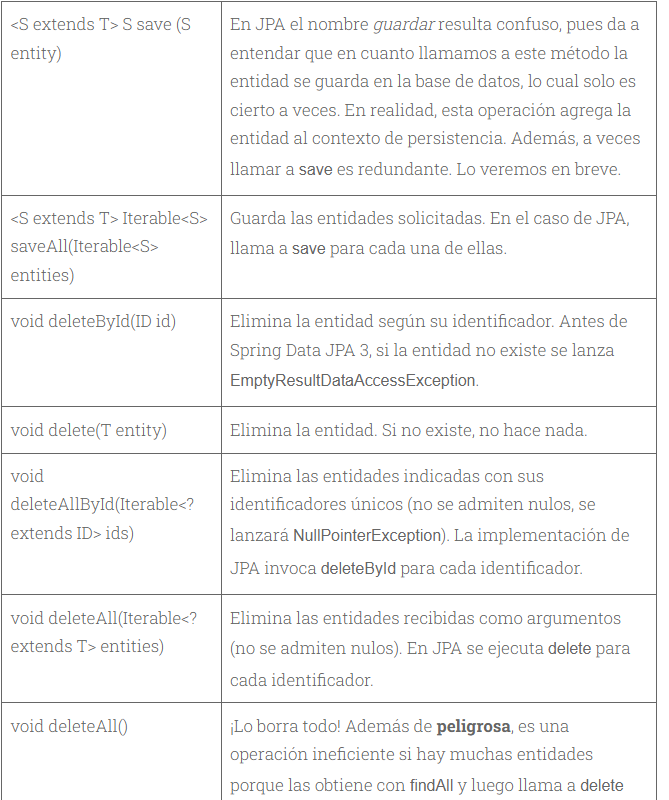 <S extends T> S save (S
entity)
En JPA el nombre guardar resulta confuso, pues da a
entendar que en cuanto llamamos a este método la
entidad se guarda en la base de datos, lo cual solo es
cierto a veces. En realidad, esta operación agrega la
entidad al contexto de persistencia. Además, a veces
llamar a save es redundante. Lo veremos en breve.
<S extends T> Iterable<S>
saveAll(Iterable<S>
entities)
Guarda las entidades solicitadas. En el caso de JPA,
llama a save para cada una de ellas.
void deleteById(ID id)
Elimina la entidad según su identificador. Antes de
Spring Data JPA 3, si la entidad no existe se lanza
EmptyResultDataAccessException.
void delete(T entity)
Elimina la entidad. Si no existe, no hace nada.
void
deleteAllById(Iterable<?
extends ID> ids)
Elimina las entidades indicadas con sus
identificadores únicos (no se admiten nulos, se
lanzará NullPointerException). La implementación de
JPA invoca deleteById para cada identificador.
void deleteAll(Iterable<?
extends T> entities)
Elimina las entidades recibidas como argumentos
(no se admiten nulos). En JPA se ejecuta delete para
cada identificador.
void deleteAll()
¡Lo borra todo! Además de peligrosa, es una
operación ineficiente si hay muchas entidades
porque las obtiene con findAll y luego llama a delete